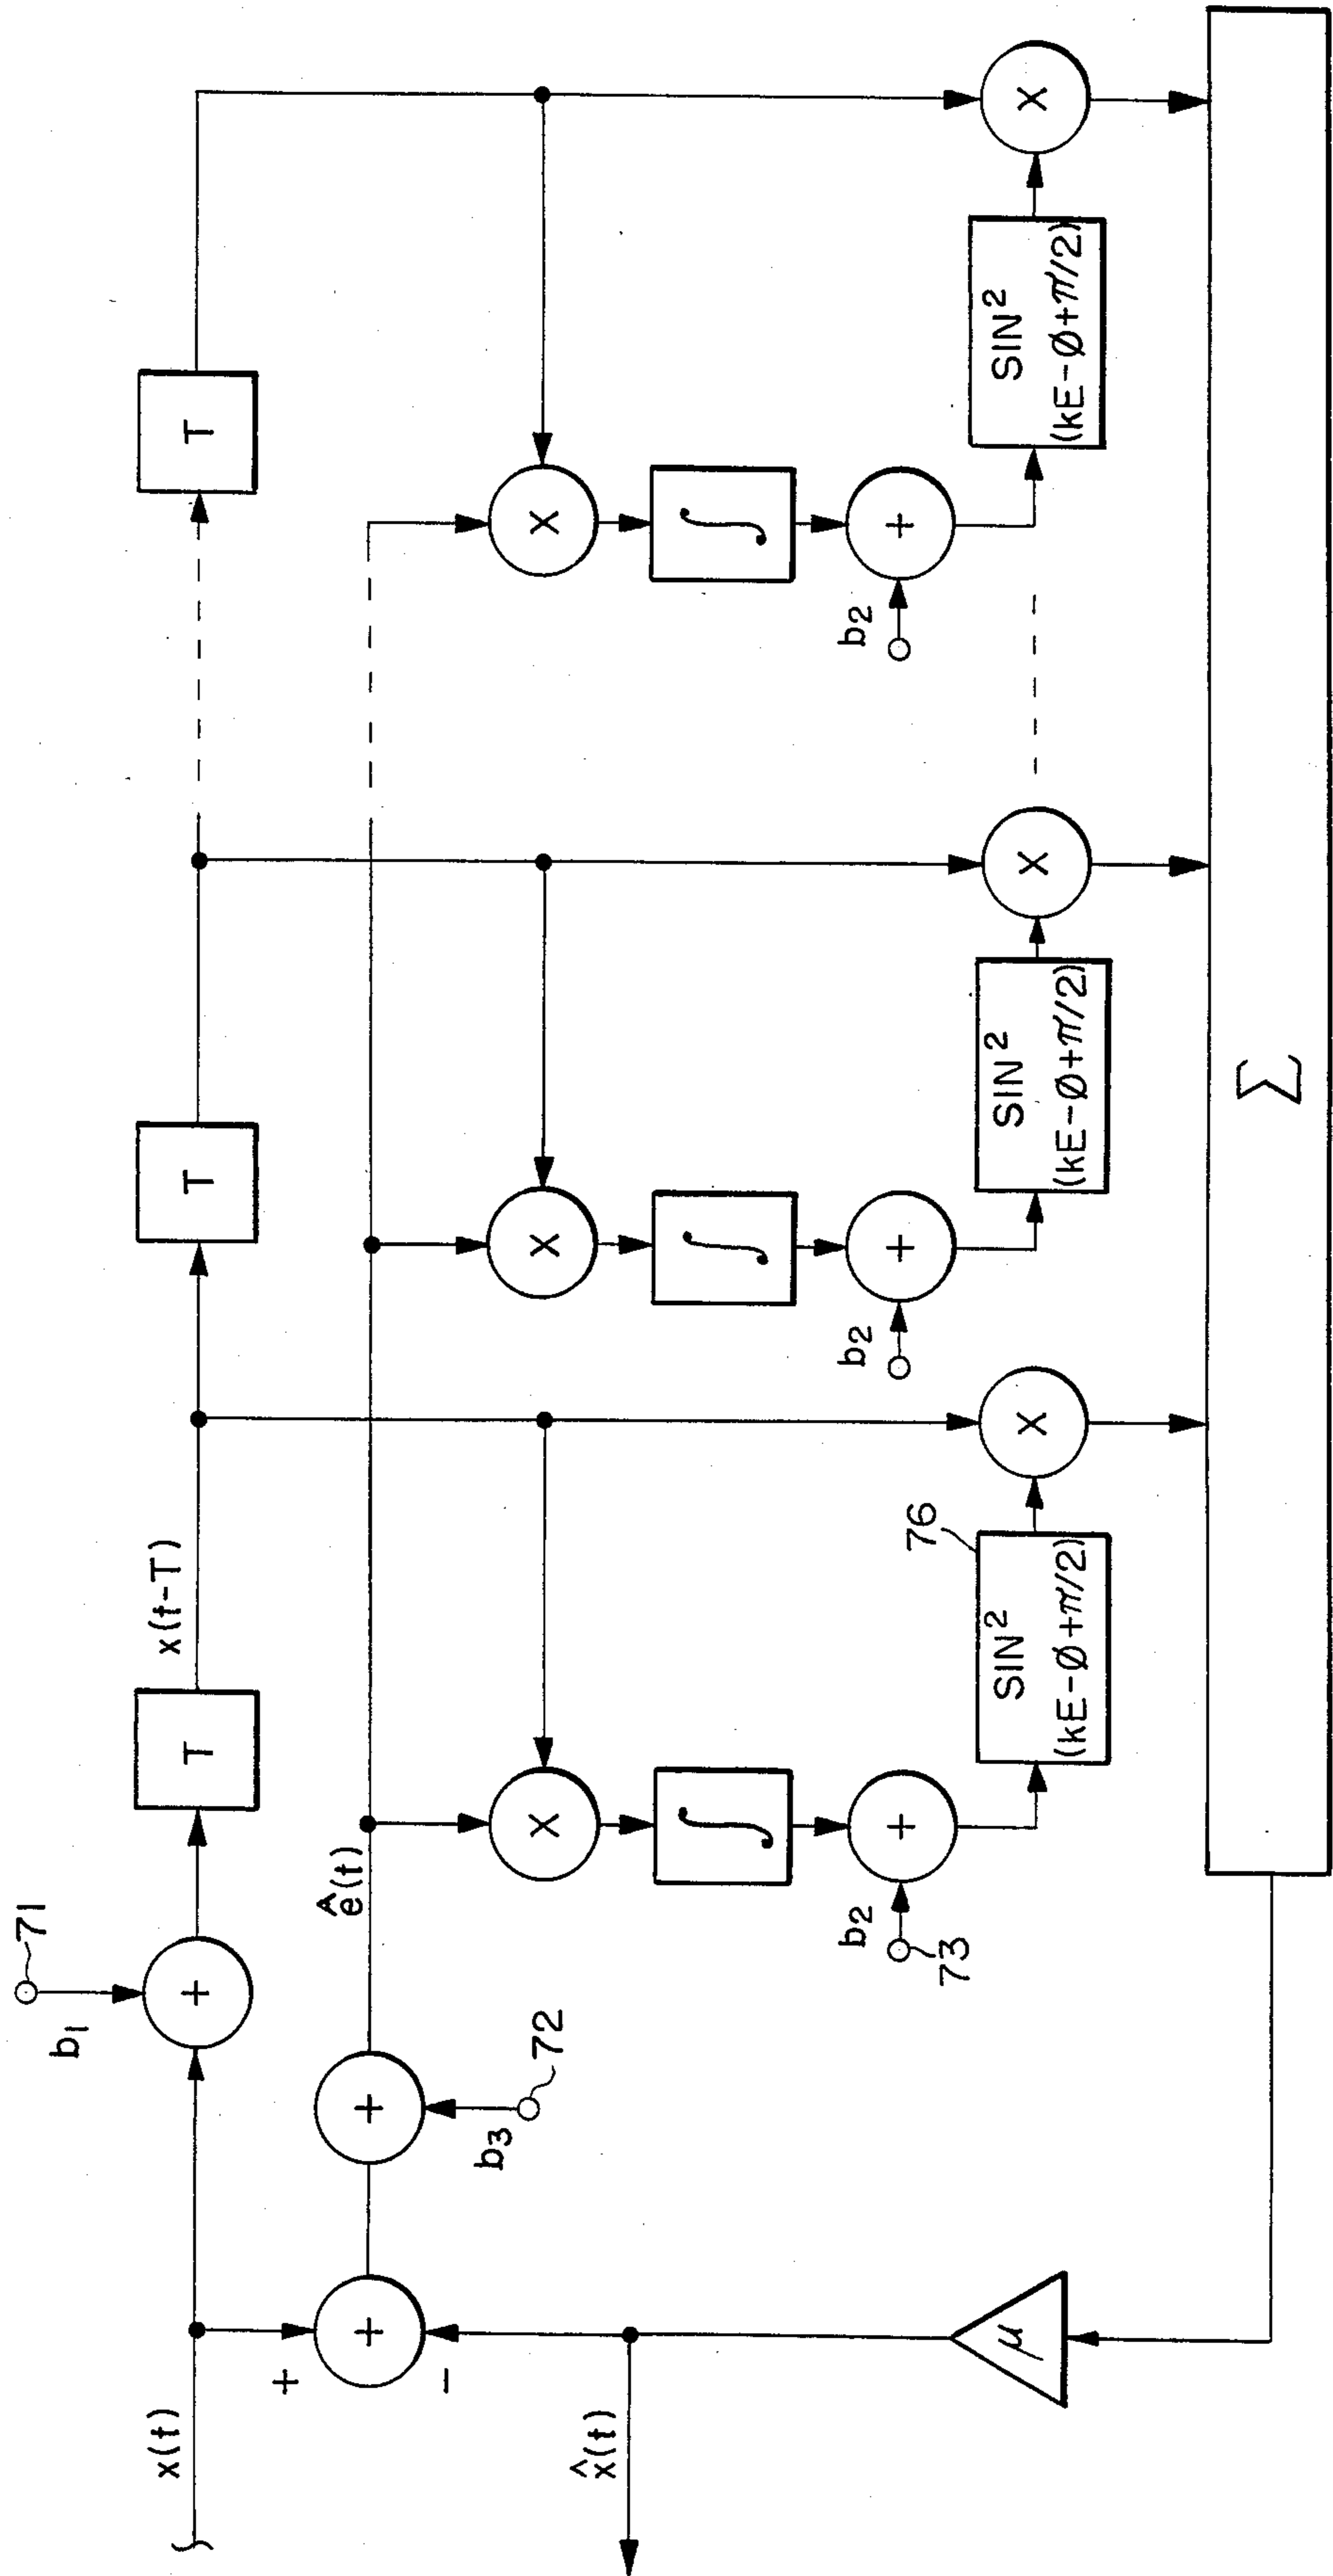 x(t)
b1
71
T
x(t-T)
T
T
+
+
+
-
+
b3
72
ê(t)
X
X
X
∫
∫
∫
x̂(t)
b2
73
+
b2
+
b2
+
76
SIN²
(kE-Ø+π/2)
X
SIN²
(kE-Ø+π/2)
X
SIN²
(kE-Ø+π/2)
X
μ
Σ